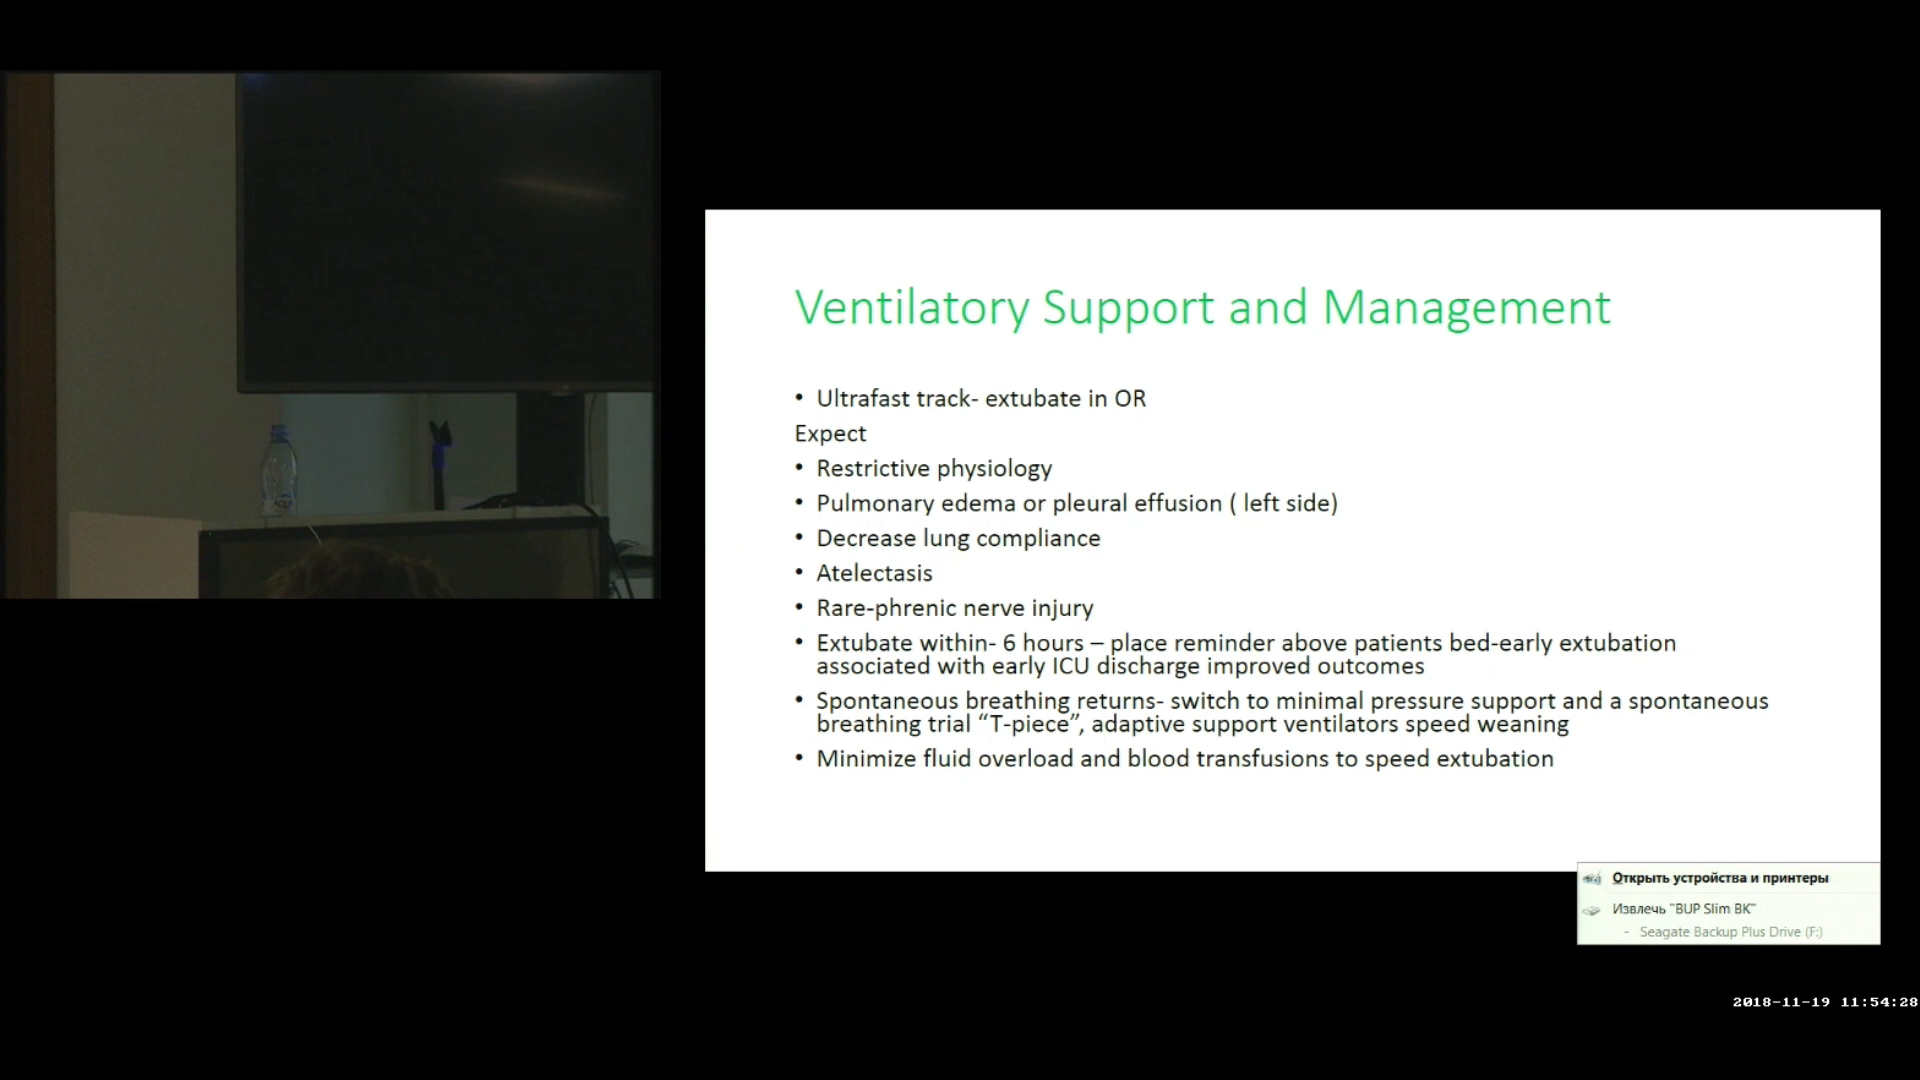 Ventilatory Support and Management
• Ultrafast track- extubate in OR
Expect
• Restrictive physiology
• Pulmonary edema or pleural effusion ( left side)
• Decrease lung compliance
• Atelectasis
• Rare-phrenic nerve injury
• Extubate within- 6 hours – place reminder above patients bed-early extubation
associated with early ICU discharge improved outcomes
• Spontaneous breathing returns- switch to minimal pressure support and a spontaneous
breathing trial “T-piece”, adaptive support ventilators speed weaning
• Minimize fluid overload and blood transfusions to speed extubation
Открыть устройства и принтеры
Извлечь "BUP Slim BK"
- Seagate Backup Plus Drive (F:)
2018-11-19 11:54:28